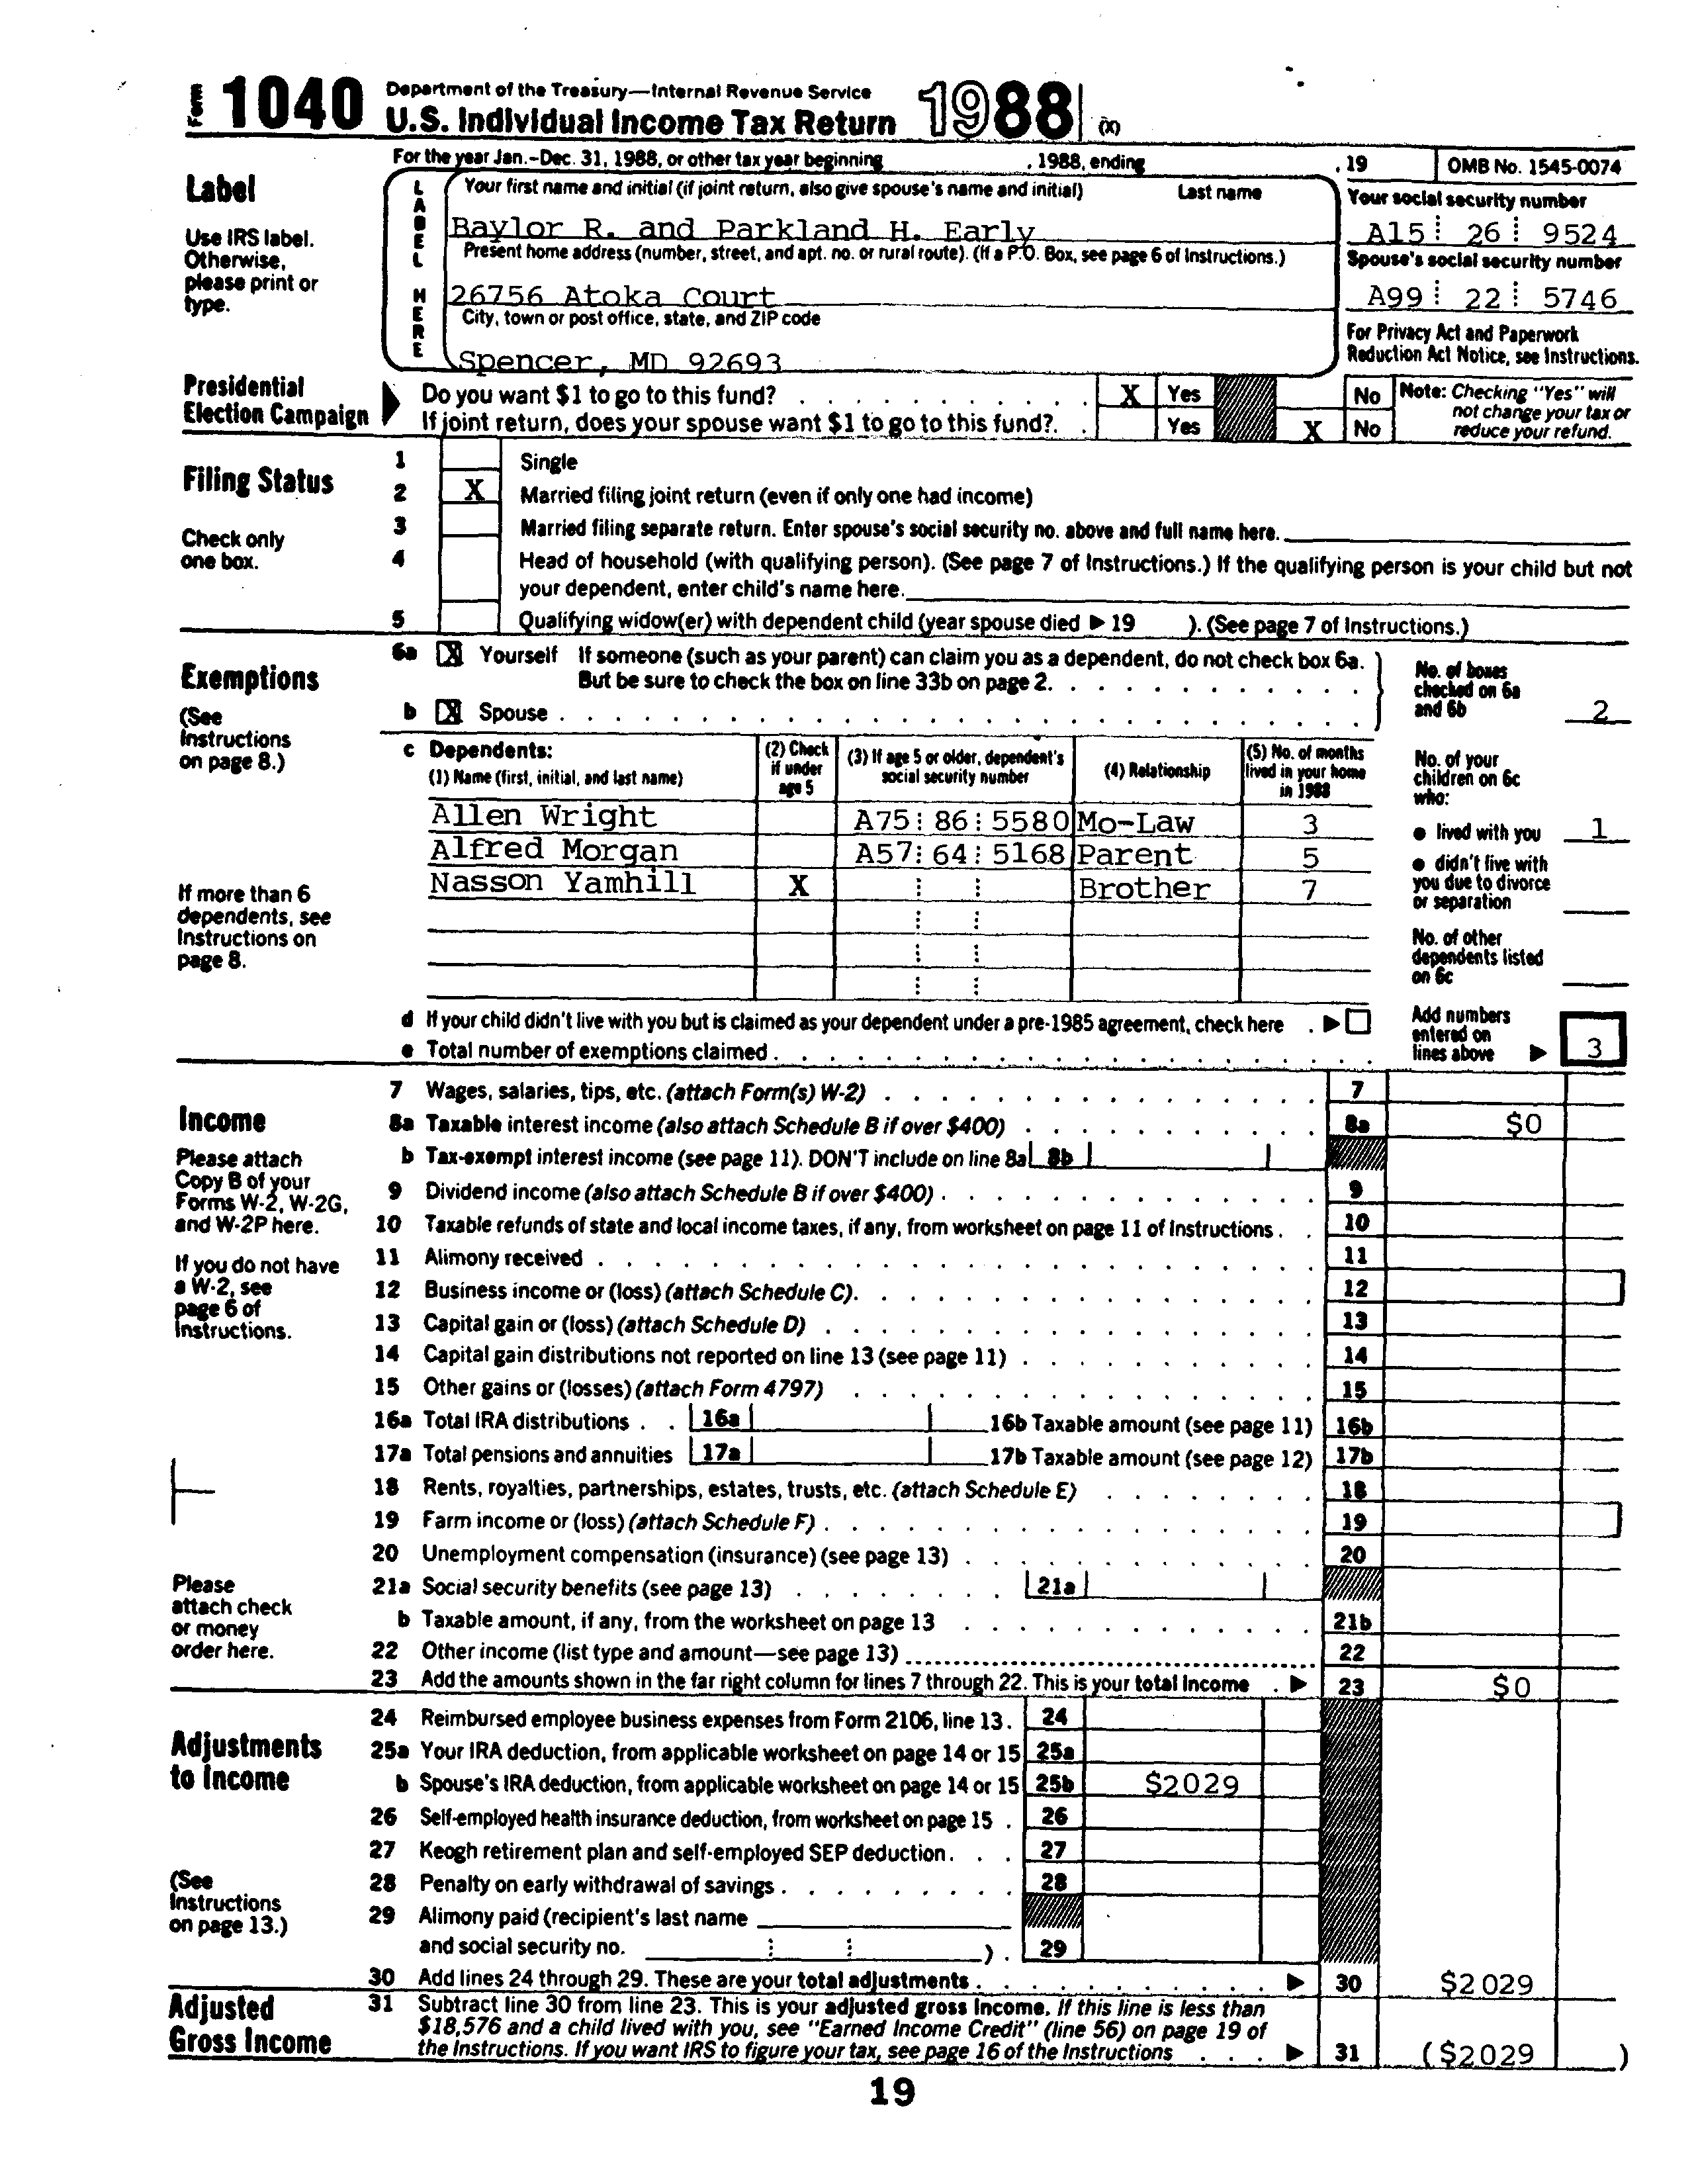 Form 1040 Department of the Treasury—Internal Revenue Service
U.S. Individual Income Tax Return 1988 (X)
For the year Jan.-Dec. 31, 1988, or other tax year beginning , 1988, ending , 19 OMB No. 1545-0074
Label
Use IRS label. Otherwise, please print or type.
LABEL HERE
Your first name and initial (if joint return, also give spouse's name and initial) Last name
Baylor R. and Parkland H. Early
Your social security number
A15 26 9524
Present home address (number, street, and apt. no. or rural route). (If a P.O. Box, see page 6 of Instructions.)
26756 Atoka Court
Spouse's social security number
A99 22 5746
City, town or post office, state, and ZIP code
Spencer, MD 92693
For Privacy Act and Paperwork Reduction Act Notice, see Instructions.
Presidential Election Campaign
Do you want $1 to go to this fund? X Yes No
If joint return, does your spouse want $1 to go to this fund? Yes X No
Note: Checking "Yes" will not change your tax or reduce your refund.
Filing Status
Check only one box.
1 Single
2 X Married filing joint return (even if only one had income)
3 Married filing separate return. Enter spouse's social security no. above and full name here.
4 Head of household (with qualifying person). (See page 7 of Instructions.) If the qualifying person is your child but not
your dependent, enter child's name here.
5 Qualifying widow(er) with dependent child (year spouse died ▶ 19 ). (See page 7 of Instructions.)
Exemptions
(See Instructions on page 8.)
6a X Yourself If someone (such as your parent) can claim you as a dependent, do not check box 6a.
But be sure to check the box on line 33b on page 2.
b X Spouse
No. of boxes checked on 6a and 6b 2
c Dependents:
(1) Name (first, initial, and last name) (2) Check if under age 5 (3) If age 5 or older, dependent's social security number (4) Relationship (5) No. of months lived in your home in 1988
Allen Wright A75 86 5580 Mo-Law 3
Alfred Morgan A57 64 5168 Parent 5
Nasson Yamhill X Brother 7
No. of your children on 6c who:
● lived with you 1
● didn't live with you due to divorce or separation
No. of other dependents listed on 6c
If more than 6 dependents, see Instructions on page 8.
d If your child didn't live with you but is claimed as your dependent under a pre-1985 agreement, check here ▶
e Total number of exemptions claimed
Add numbers entered on lines above ▶ 3
Income
Please attach Copy B of your Forms W-2, W-2G, and W-2P here.
If you do not have a W-2, see page 6 of Instructions.
Please attach check or money order here.
7 Wages, salaries, tips, etc. (attach Form(s) W-2) 7
8a Taxable interest income (also attach Schedule B if over $400) 8a $0
b Tax-exempt interest income (see page 11). DON'T include on line 8a 8b
9 Dividend income (also attach Schedule B if over $400) 9
10 Taxable refunds of state and local income taxes, if any, from worksheet on page 11 of Instructions 10
11 Alimony received 11
12 Business income or (loss) (attach Schedule C) 12
13 Capital gain or (loss) (attach Schedule D) 13
14 Capital gain distributions not reported on line 13 (see page 11) 14
15 Other gains or (losses) (attach Form 4797) 15
16a Total IRA distributions 16a 16b Taxable amount (see page 11) 16b
17a Total pensions and annuities 17a 17b Taxable amount (see page 12) 17b
18 Rents, royalties, partnerships, estates, trusts, etc. (attach Schedule E) 18
19 Farm income or (loss) (attach Schedule F) 19
20 Unemployment compensation (insurance) (see page 13) 20
21a Social security benefits (see page 13) 21a
b Taxable amount, if any, from the worksheet on page 13 21b
22 Other income (list type and amount—see page 13) 22
23 Add the amounts shown in the far right column for lines 7 through 22. This is your total income ▶ 23 $0
Adjustments to Income
(See Instructions on page 13.)
24 Reimbursed employee business expenses from Form 2106, line 13. 24
25a Your IRA deduction, from applicable worksheet on page 14 or 15 25a
b Spouse's IRA deduction, from applicable worksheet on page 14 or 15 25b $2029
26 Self-employed health insurance deduction, from worksheet on page 15 26
27 Keogh retirement plan and self-employed SEP deduction 27
28 Penalty on early withdrawal of savings 28
29 Alimony paid (recipient's last name
and social security no. ) 29
30 Add lines 24 through 29. These are your total adjustments ▶ 30 $2029
Adjusted Gross Income
31 Subtract line 30 from line 23. This is your adjusted gross income. If this line is less than
$18,576 and a child lived with you, see "Earned Income Credit" (line 56) on page 19 of
the Instructions. If you want IRS to figure your tax, see page 16 of the Instructions ▶ 31 ($2029 )
19